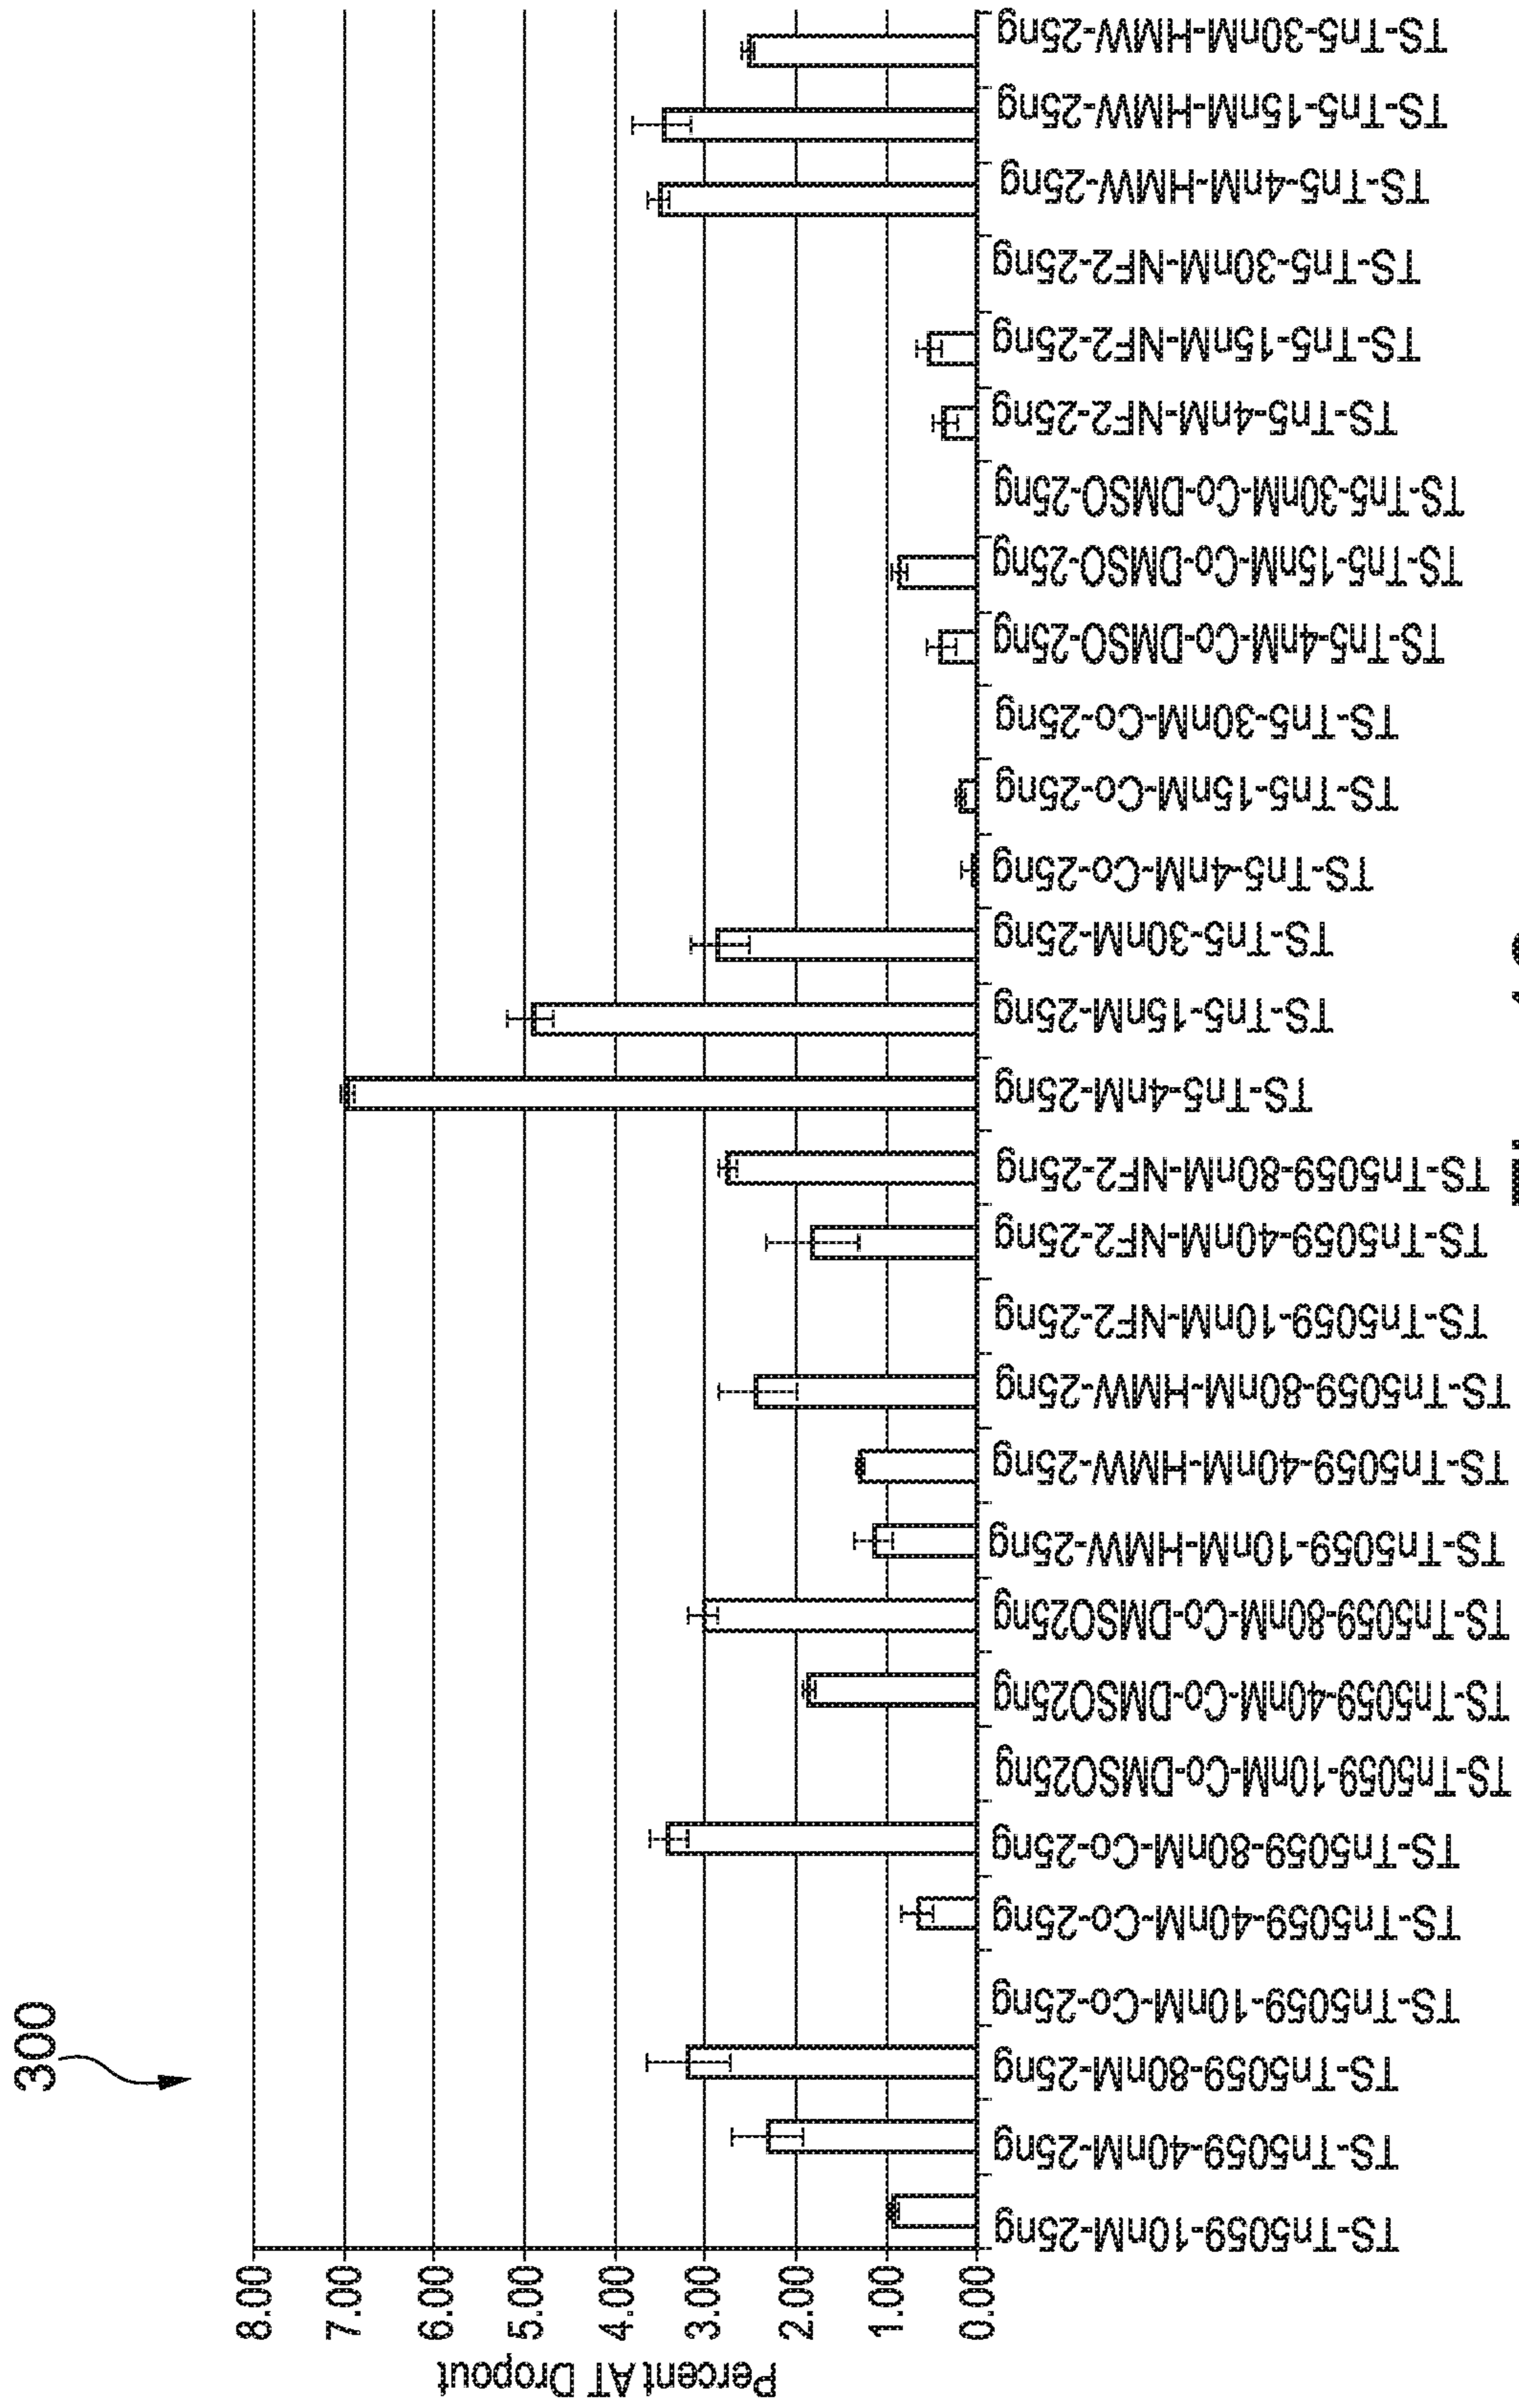 300
Percent AT Dropout
8.00
7.00
6.00
5.00
4.00
3.00
2.00
1.00
0.00
TS-Tn5059-10nM-25ng
TS-Tn5059-40nM-25ng
TS-Tn5059-80nM-25ng
TS-Tn5059-10nM-Co-25ng
TS-Tn5059-40nM-Co-25ng
TS-Tn5059-80nM-Co-25ng
TS-Tn5059-10nM-Co-DMSO25ng
TS-Tn5059-40nM-Co-DMSO25ng
TS-Tn5059-80nM-Co-DMSO25ng
TS-Tn5059-10nM-HMW-25ng
TS-Tn5059-40nM-HMW-25ng
TS-Tn5059-80nM-HMW-25ng
TS-Tn5059-10nM-NF2-25ng
TS-Tn5059-40nM-NF2-25ng
TS-Tn5059-80nM-NF2-25ng
TS-Tn5-4nM-25ng
TS-Tn5-15nM-25ng
TS-Tn5-30nM-25ng
TS-Tn5-4nM-Co-25ng
TS-Tn5-15nM-Co-25ng
TS-Tn5-30nM-Co-25ng
TS-Tn5-4nM-Co-DMSO-25ng
TS-Tn5-15nM-Co-DMSO-25ng
TS-Tn5-30nM-Co-DMSO-25ng
TS-Tn5-4nM-NF2-25ng
TS-Tn5-15nM-NF2-25ng
TS-Tn5-30nM-NF2-25ng
TS-Tn5-4nM-HMW-25ng
TS-Tn5-15nM-HMW-25ng
TS-Tn5-30nM-HMW-25ng